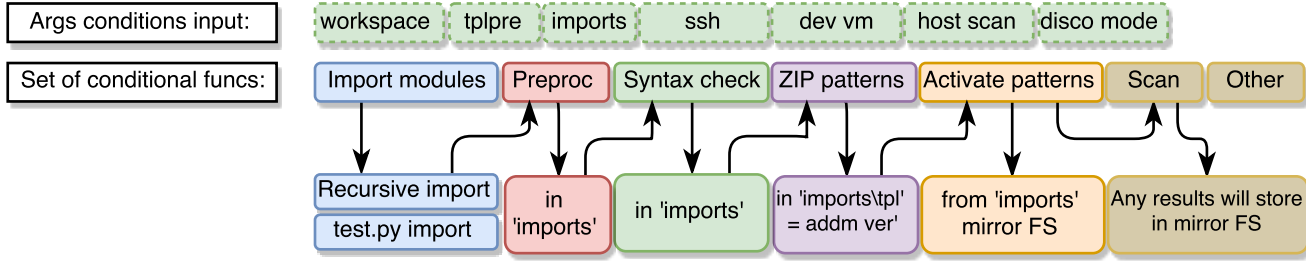 Args conditions input:
workspace
tplpre
imports
ssh
dev vm
host scan
disco mode
Set of conditional funcs:
Import modules
Preproc
Syntax check
ZIP patterns
Activate patterns
Scan
Other
Recursive import
test.py import
in
'imports'
in 'imports'
in 'imports\tpl'
= addm ver'
from 'imports'
mirror FS
Any results will store
in mirror FS